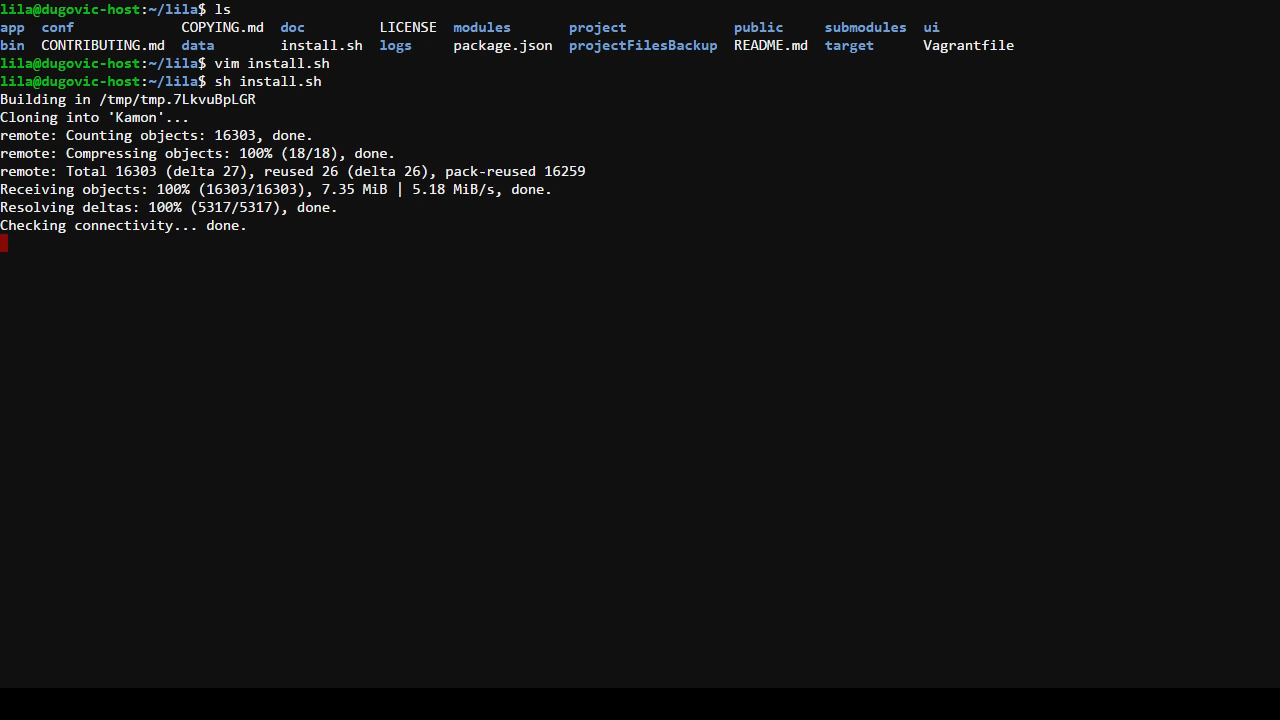 lila@dugovic-host:~/lila$ ls
app  conf             COPYING.md  doc         LICENSE  modules       project             public     submodules  ui
bin  CONTRIBUTING.md  data        install.sh  logs     package.json  projectFilesBackup  README.md  target      Vagrantfile
lila@dugovic-host:~/lila$ vim install.sh
lila@dugovic-host:~/lila$ sh install.sh
Building in /tmp/tmp.7LkvuBpLGR
Cloning into 'Kamon'...
remote: Counting objects: 16303, done.
remote: Compressing objects: 100% (18/18), done.
remote: Total 16303 (delta 27), reused 26 (delta 26), pack-reused 16259
Receiving objects: 100% (16303/16303), 7.35 MiB | 5.18 MiB/s, done.
Resolving deltas: 100% (5317/5317), done.
Checking connectivity... done.